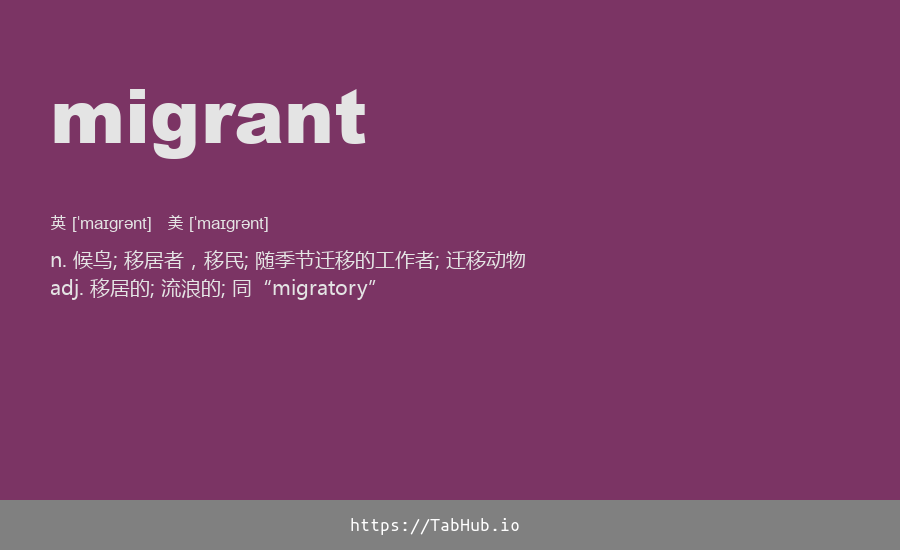 migrant
英 [ˈmaɪɡrənt] 美 [ˈmaɪɡrənt]
n. 候鸟; 移居者，移民; 随季节迁移的工作者; 迁移动物
adj. 移居的; 流浪的; 同“migratory”
https://TabHub.io